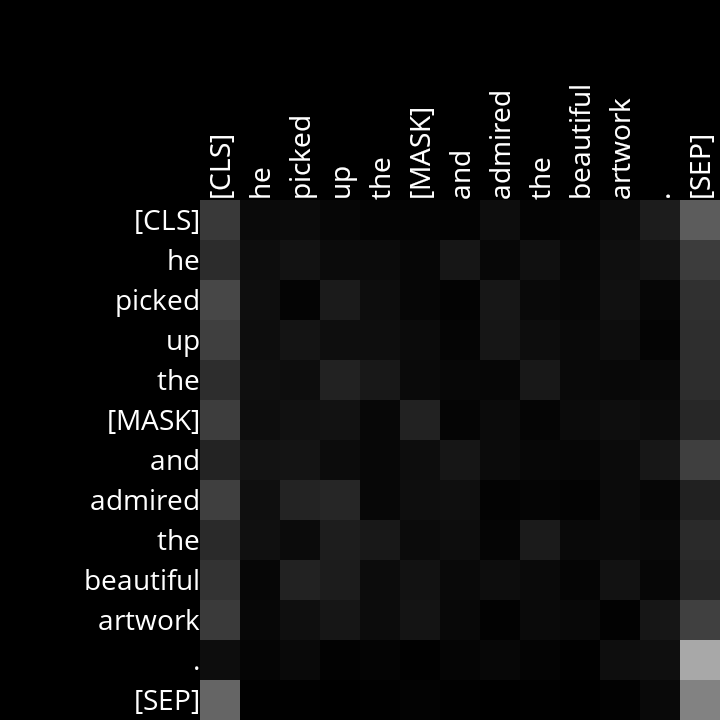 [CLS] he picked up the [MASK] and admired the beautiful artwork . [SEP]
[CLS]
he
picked
up
the
[MASK]
and
admired
the
beautiful
artwork
.
[SEP]